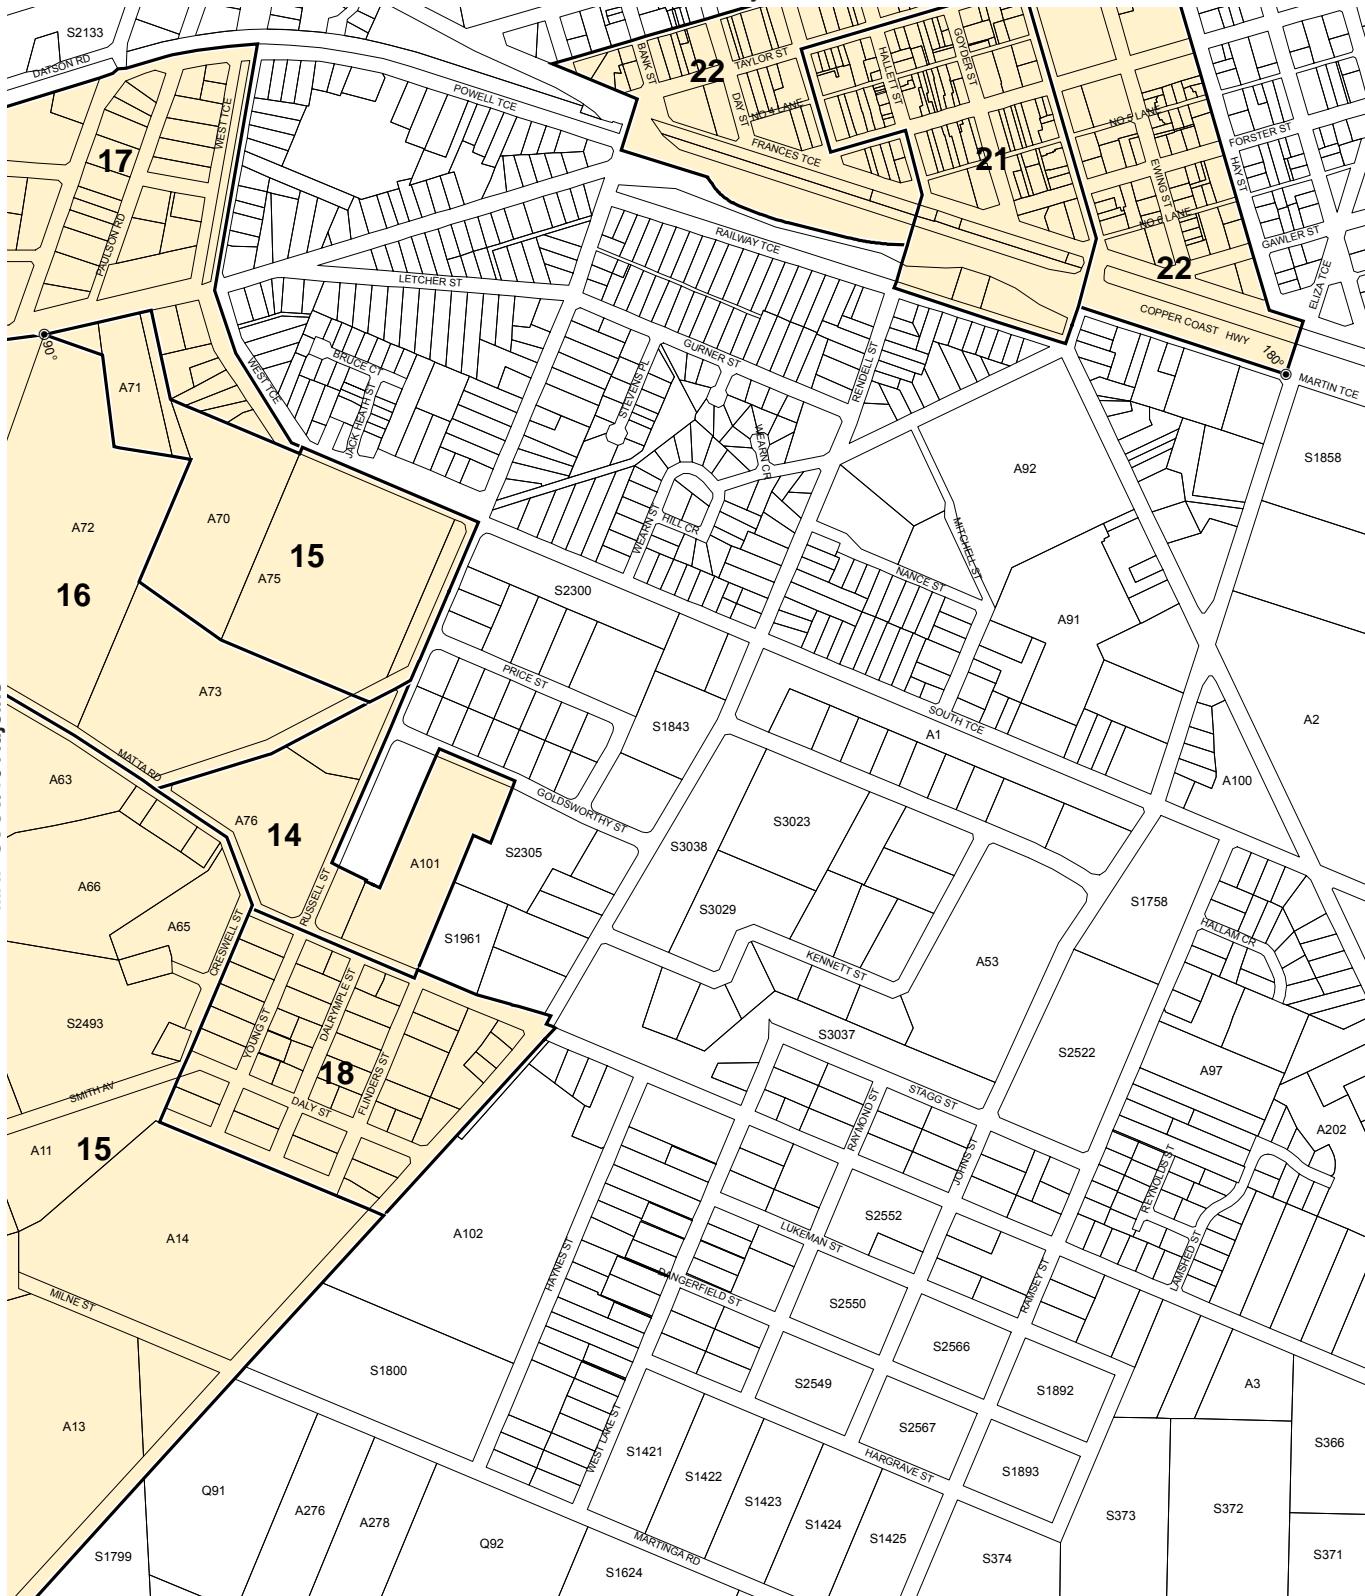 S2133
DATSON RD
BANK ST
TAYLOR ST
22
DAY ST
NO 4 LANE
HALLETT ST
GOYDER ST
POWELL TCE
WEST TCE
17
FRANCES TCE
21
NO 5 LANE
FORSTER ST
HAY ST
EWING ST
NO 6 LANE
GAWLER ST
PAULSON RD
RAILWAY TCE
22
ELIZA TCE
LETCHER ST
COPPER COAST HWY
90°
180°
MARTIN TCE
BRUCE CT
WEST TCE
GURNER ST
RENDELL ST
STEVENS PL
A71
JACK HEATH ST
WEARN CR
A92
S1858
A72
A70
15
A75
HILL CR
WEARN ST
MITCHELL ST
NANCE ST
16
S2300
A91
PRICE ST
A73
S1843
SOUTH TCE
A1
A2
MATTA RD
A63
A100
A76
14
GOLDSWORTHY ST
S3023
S3038
S2305
A101
A66
RUSSELL ST
S3029
S1758
A65
CRESWELL ST
S1961
HALLAM CR
KENNETT ST
A53
DALRYMPLE ST
YOUNG ST
S2493
S3037
S2522
18
FLINDERS ST
A97
SMITH AV
DALY ST
STAGG ST
RAYMOND ST
A202
A11
15
JOHNS ST
REYNOLDS ST
S2552
A14
A102
LUKEMAN ST
HAYNES ST
LAMSHED ST
RAMSEY ST
DANGERFIELD ST
MILNE ST
S2550
S2566
S1800
S2549
S1892
A3
A13
S2567
WEST LAKE ST
S1421
S366
HARGRAVE ST
S1422
S1893
Q91
S1423
A276
A278
S1424
S373
S372
S1425
Q92
MARTINGA RD
S1799
S374
S371
S1624